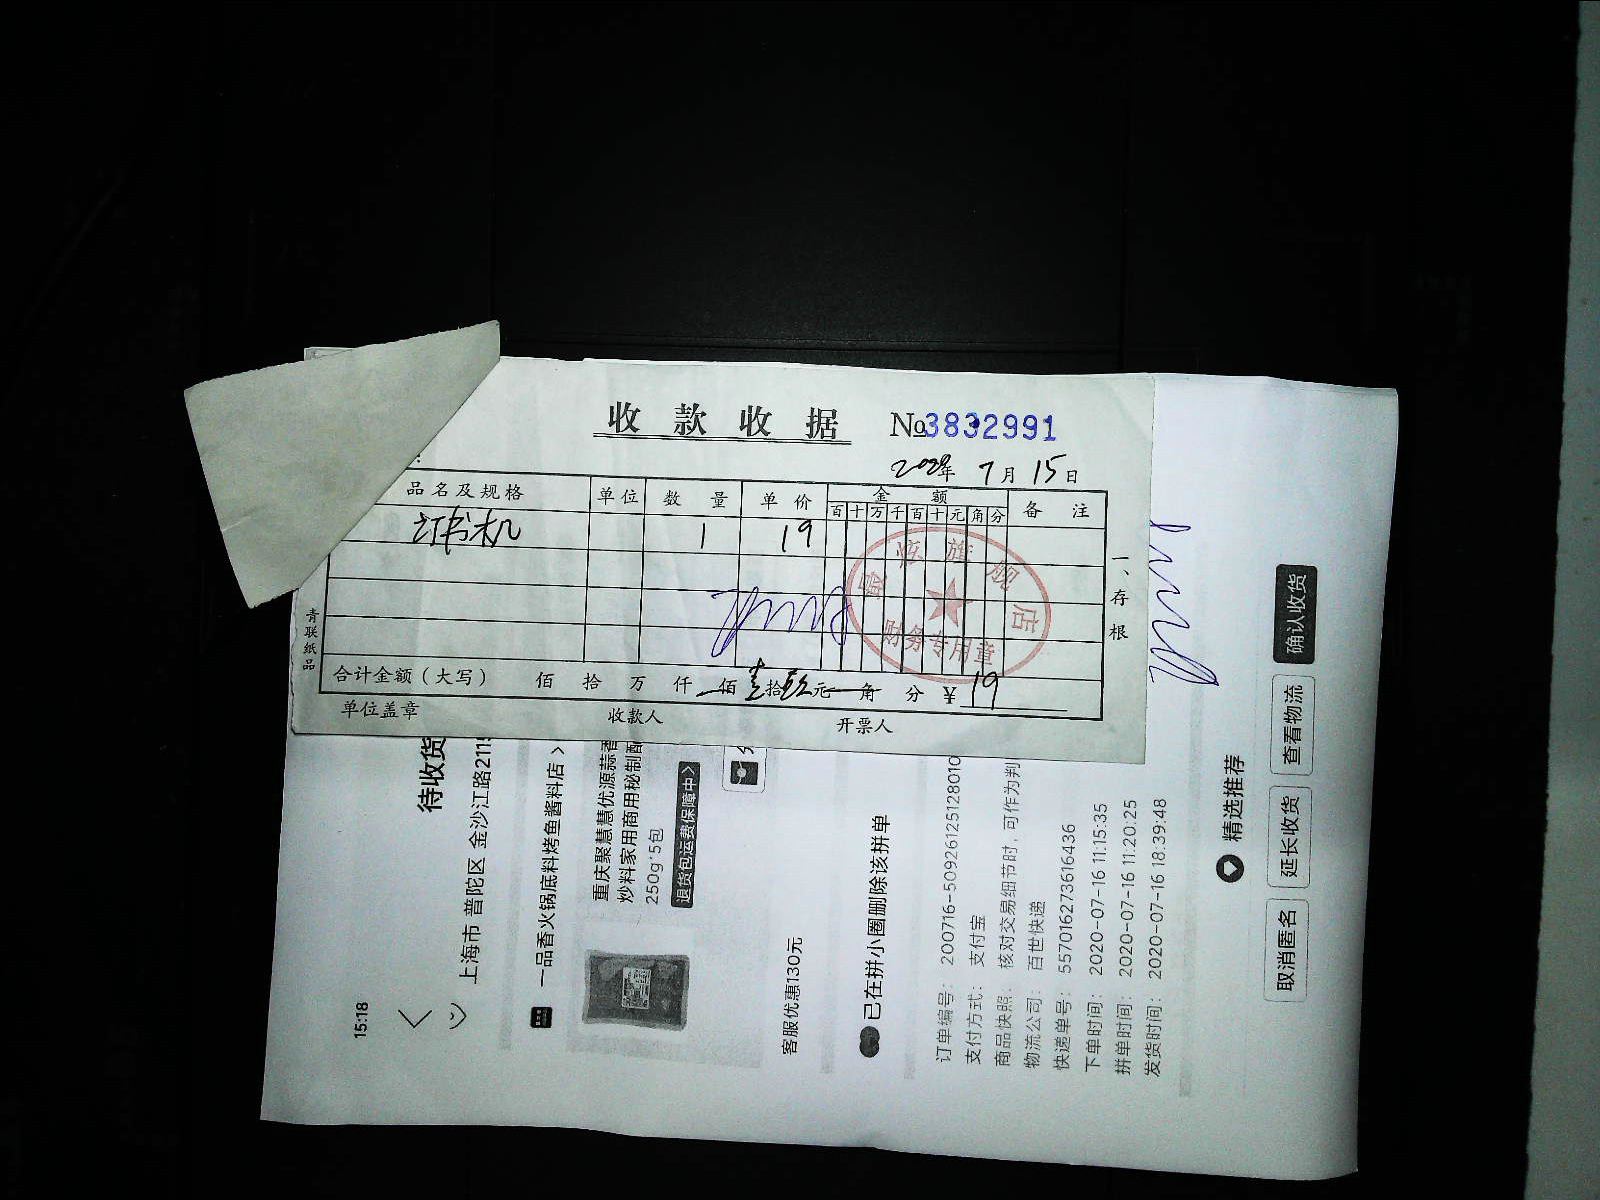 收款收据 №3832991
年 7月15日
品名及规格 单位 数量 单价 金额 备注
百十万千百十元角分
订书机 1 19
旗舰店
财务专用章
一、存根
青联纸品
合计金额（大写） 佰 拾 万 仟 佰壹拾玖元 角 分 ¥19
单位盖章 收款人 开票人
15:18
待收货
上海市 普陀区 金沙江路2115
一品香火锅底料烤鱼酱料店 >
重庆聚慧慧优源蒜香
炒料家用商用秘制配
250g*5包
退货包运费保障中 >
客服优惠130元
已在拼小圈删除该拼单
订单编号： 200716-50926125128010
支付方式： 支付宝
商品快照： 核对交易细节时，可作为判
物流公司： 百世快递
快递单号： 557016273616436
下单时间： 2020-07-16 11:15:35
拼单时间： 2020-07-16 11:20:25
发货时间： 2020-07-16 18:39:48
精选推荐
取消匿名 延长收货 查看物流 确认收货